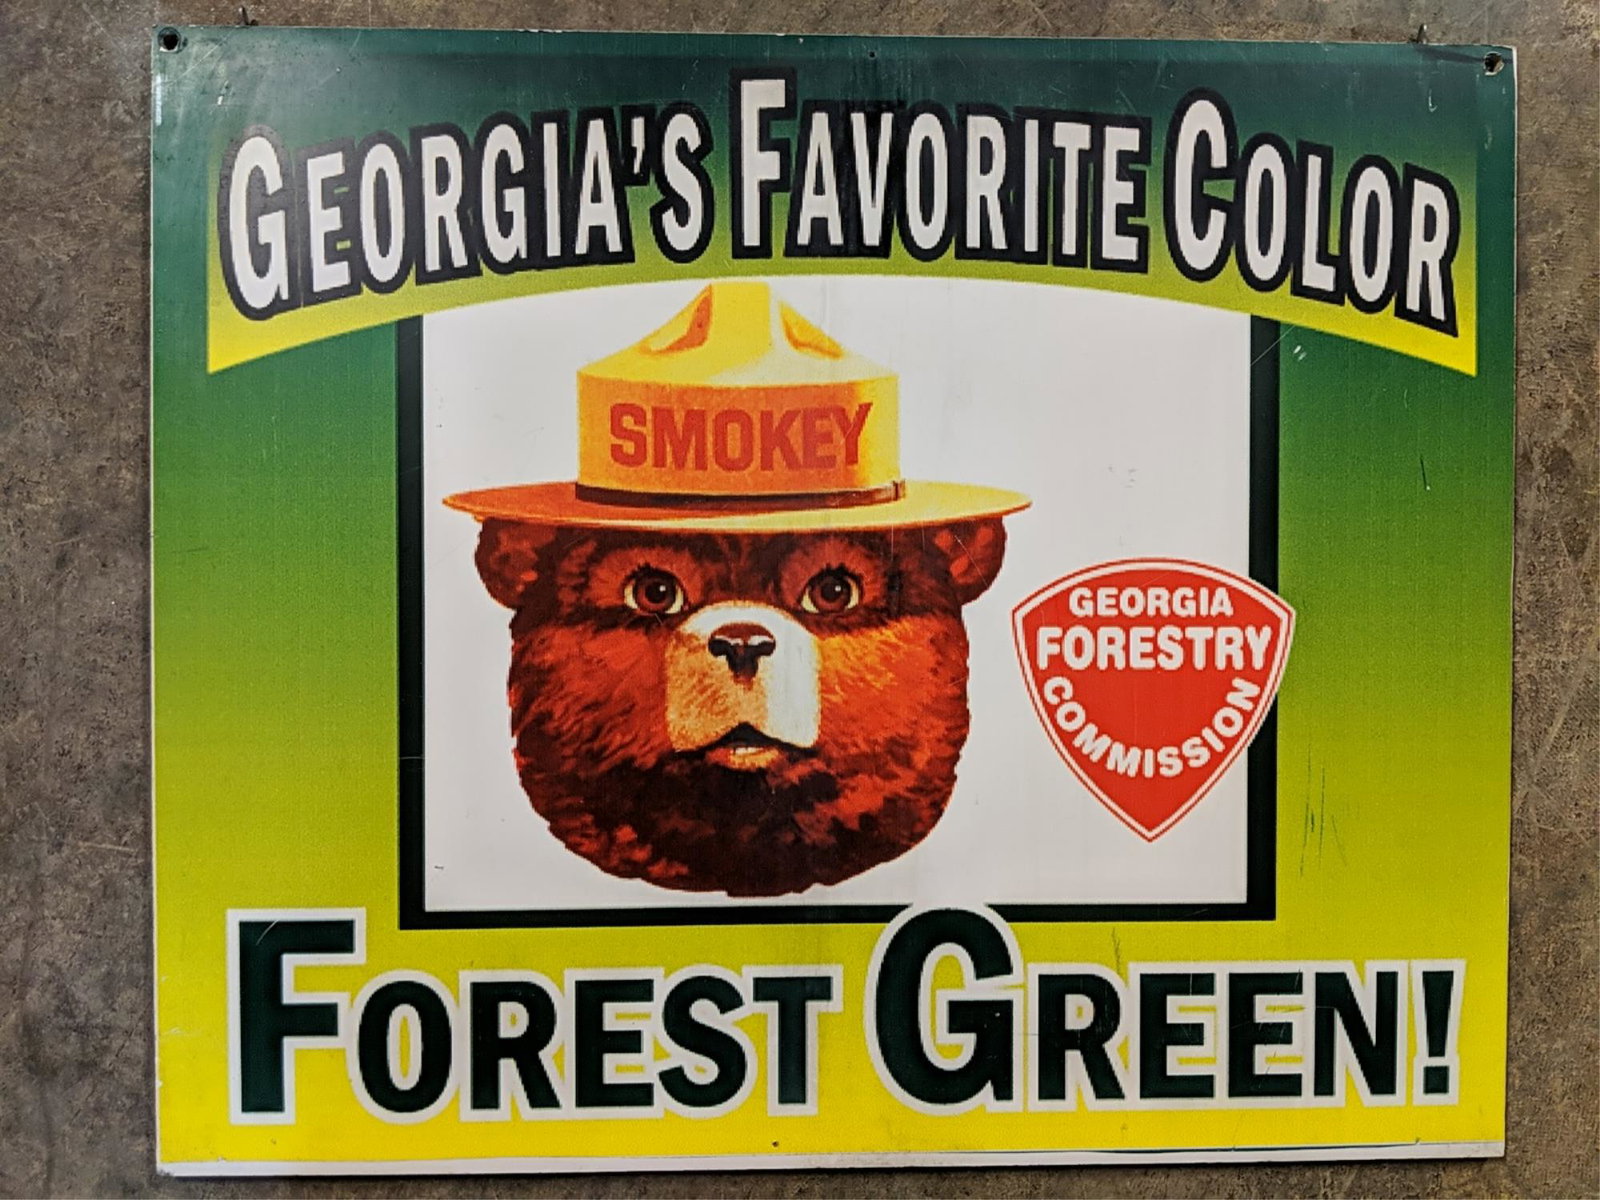 GEORGIA'S FAVORITE COLOR
SMOKEY
GEORGIA
FORESTRY
COMMISSION
FOREST GREEN!